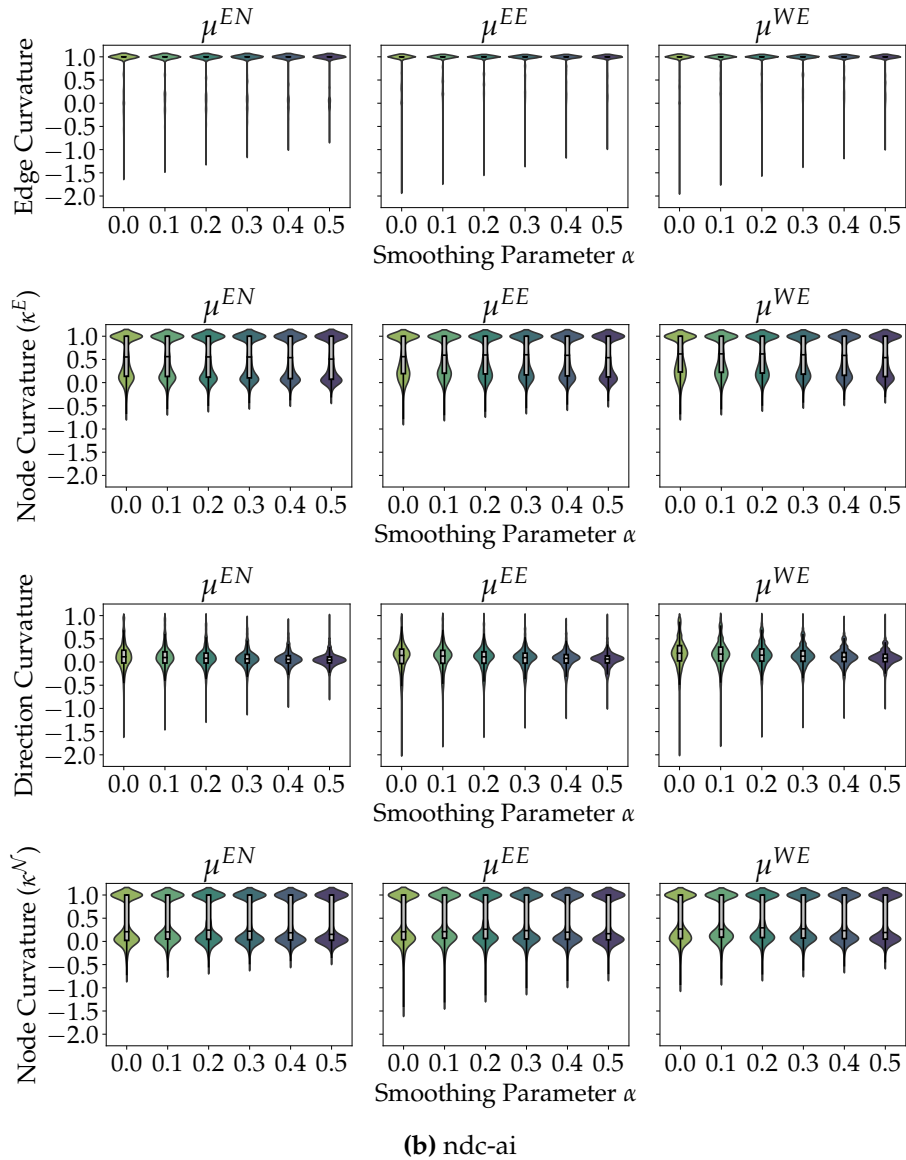 μ^EN μ^EE μ^WE
Edge Curvature
1.0
0.5
0.0
−0.5
−1.0
−1.5
−2.0
0.0 0.1 0.2 0.3 0.4 0.5 0.0 0.1 0.2 0.3 0.4 0.5 0.0 0.1 0.2 0.3 0.4 0.5
Smoothing Parameter α
μ^EN μ^EE μ^WE
Node Curvature (κ^E)
1.0
0.5
0.0
−0.5
−1.0
−1.5
−2.0
0.0 0.1 0.2 0.3 0.4 0.5 0.0 0.1 0.2 0.3 0.4 0.5 0.0 0.1 0.2 0.3 0.4 0.5
Smoothing Parameter α
μ^EN μ^EE μ^WE
Direction Curvature
1.0
0.5
0.0
−0.5
−1.0
−1.5
−2.0
0.0 0.1 0.2 0.3 0.4 0.5 0.0 0.1 0.2 0.3 0.4 0.5 0.0 0.1 0.2 0.3 0.4 0.5
Smoothing Parameter α
μ^EN μ^EE μ^WE
Node Curvature (κ^𝒩)
1.0
0.5
0.0
−0.5
−1.0
−1.5
−2.0
0.0 0.1 0.2 0.3 0.4 0.5 0.0 0.1 0.2 0.3 0.4 0.5 0.0 0.1 0.2 0.3 0.4 0.5
Smoothing Parameter α
(b) ndc-ai